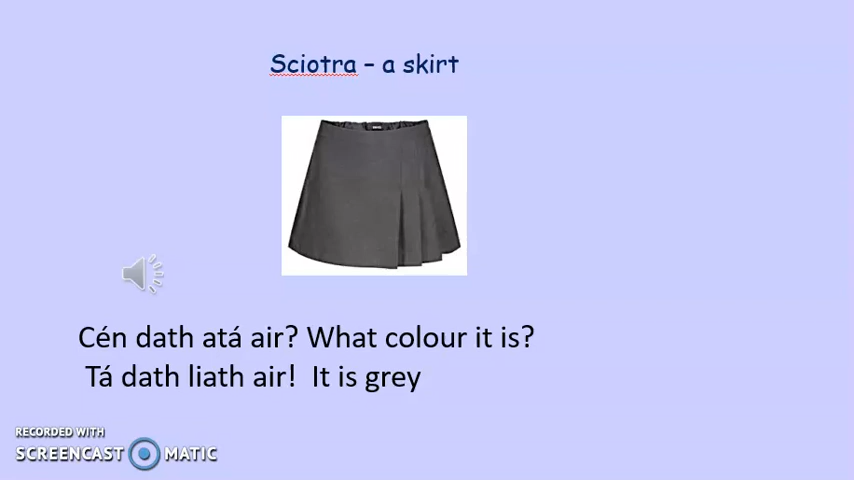 Sciotra – a skirt
Cén dath atá air? What colour it is?
Tá dath liath air!  It is grey
RECORDED WITH
SCREENCAST MATIC